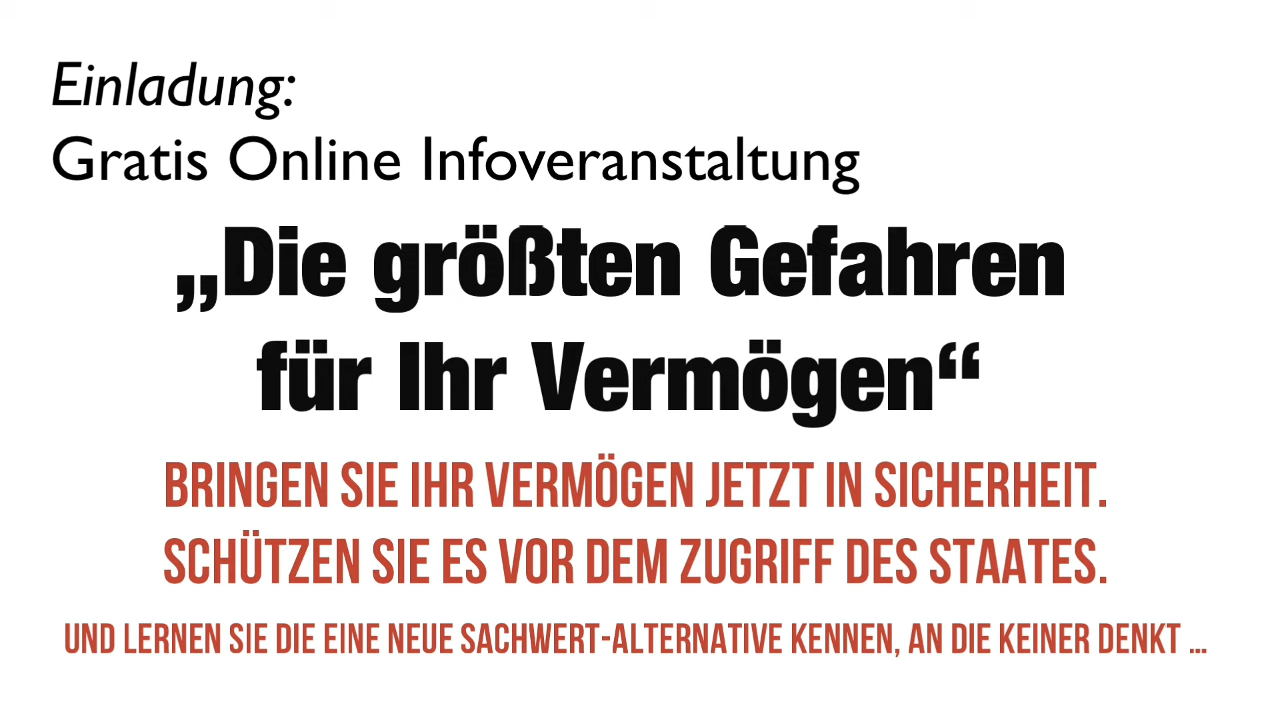 Einladung:
Gratis Online Infoveranstaltung
„Die größten Gefahren
für Ihr Vermögen“
BRINGEN SIE IHR VERMÖGEN JETZT IN SICHERHEIT.
SCHÜTZEN SIE ES VOR DEM ZUGRIFF DES STAATES.
UND LERNEN SIE DIE EINE NEUE SACHWERT-ALTERNATIVE KENNEN, AN DIE KEINER DENKT ...